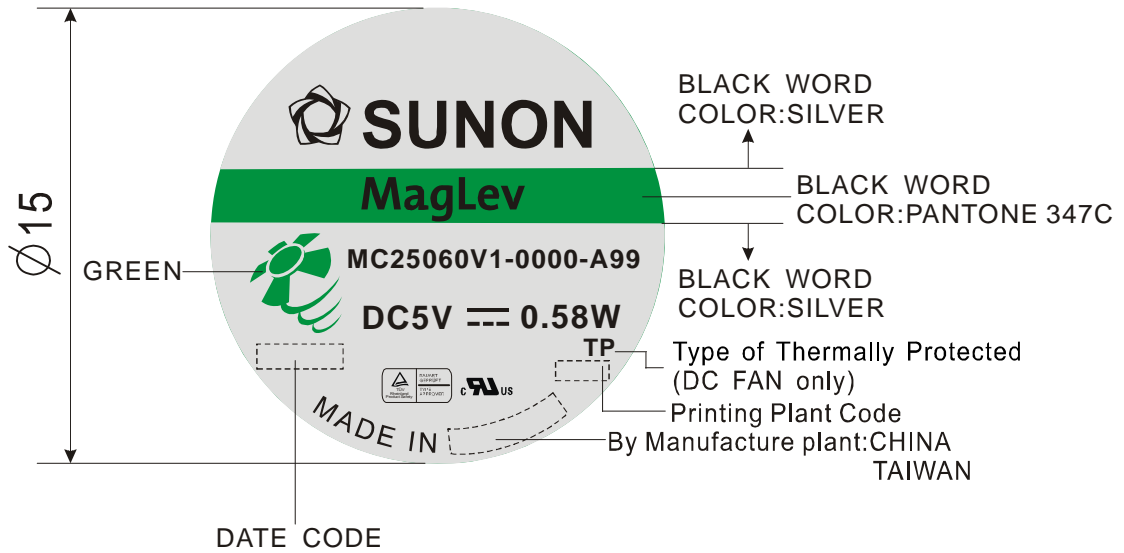 BLACK WORD
COLOR:SILVER
SUNON
BLACK WORD
COLOR:PANTONE 347C
MagLev
Ø15
GREEN
MC25060V1-0000-A99
BLACK WORD
COLOR:SILVER
DC5V 0.58W
TP
Type of Thermally Protected
(DC FAN only)
Printing Plant Code
c RU US
MADE IN
By Manufacture plant:CHINA
TAIWAN
DATE CODE